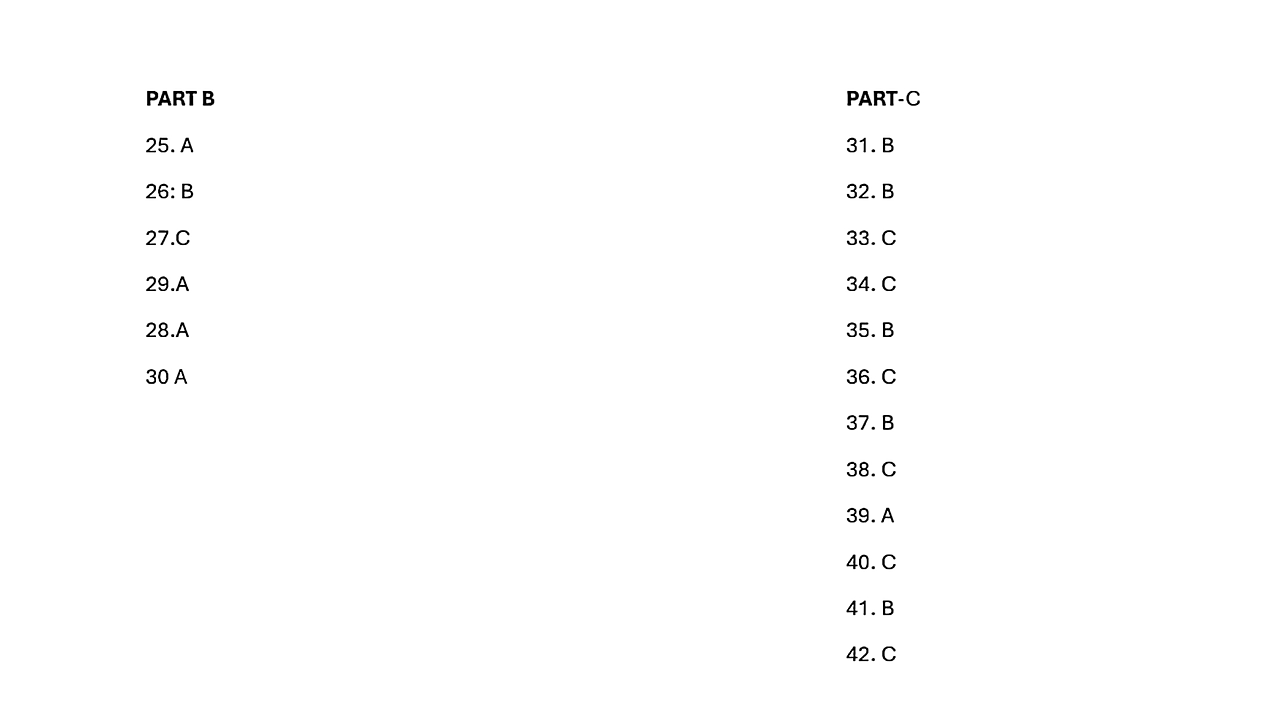 PART B
25. A
26: B
27.C
29.A
28.A
30 A
PART-C
31. B
32. B
33. C
34. C
35. B
36. C
37. B
38. C
39. A
40. C
41. B
42. C